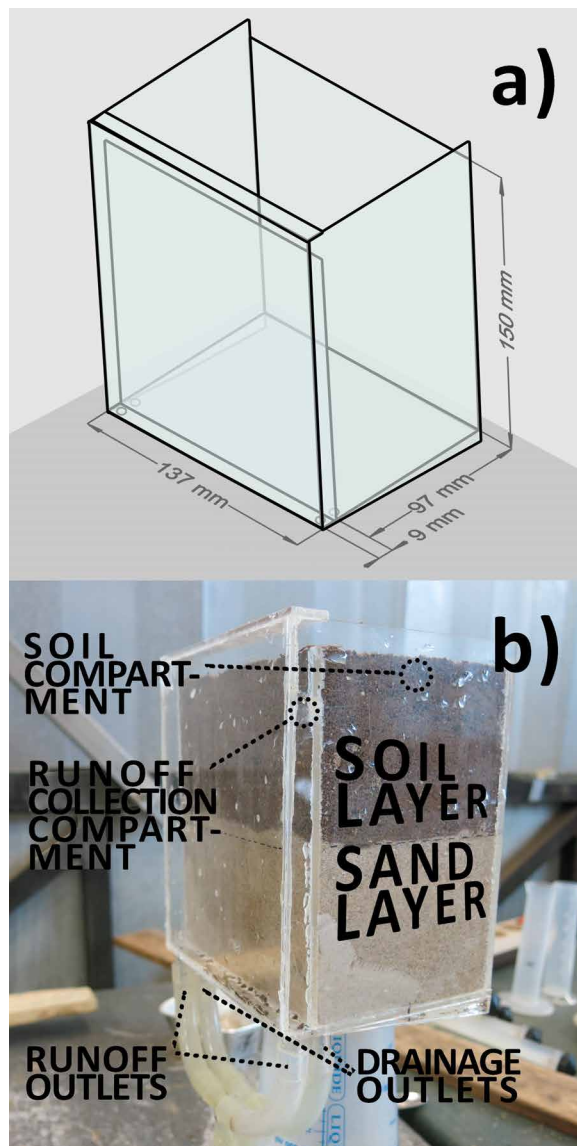 a)
150 mm
137 mm
97 mm
9 mm
b)
SOIL
COMPART-
MENT
RUNOFF
COLLECTION
COMPART-
MENT
SOIL
LAYER
SAND
LAYER
RUNOFF
OUTLETS
DRAINAGE
OUTLETS